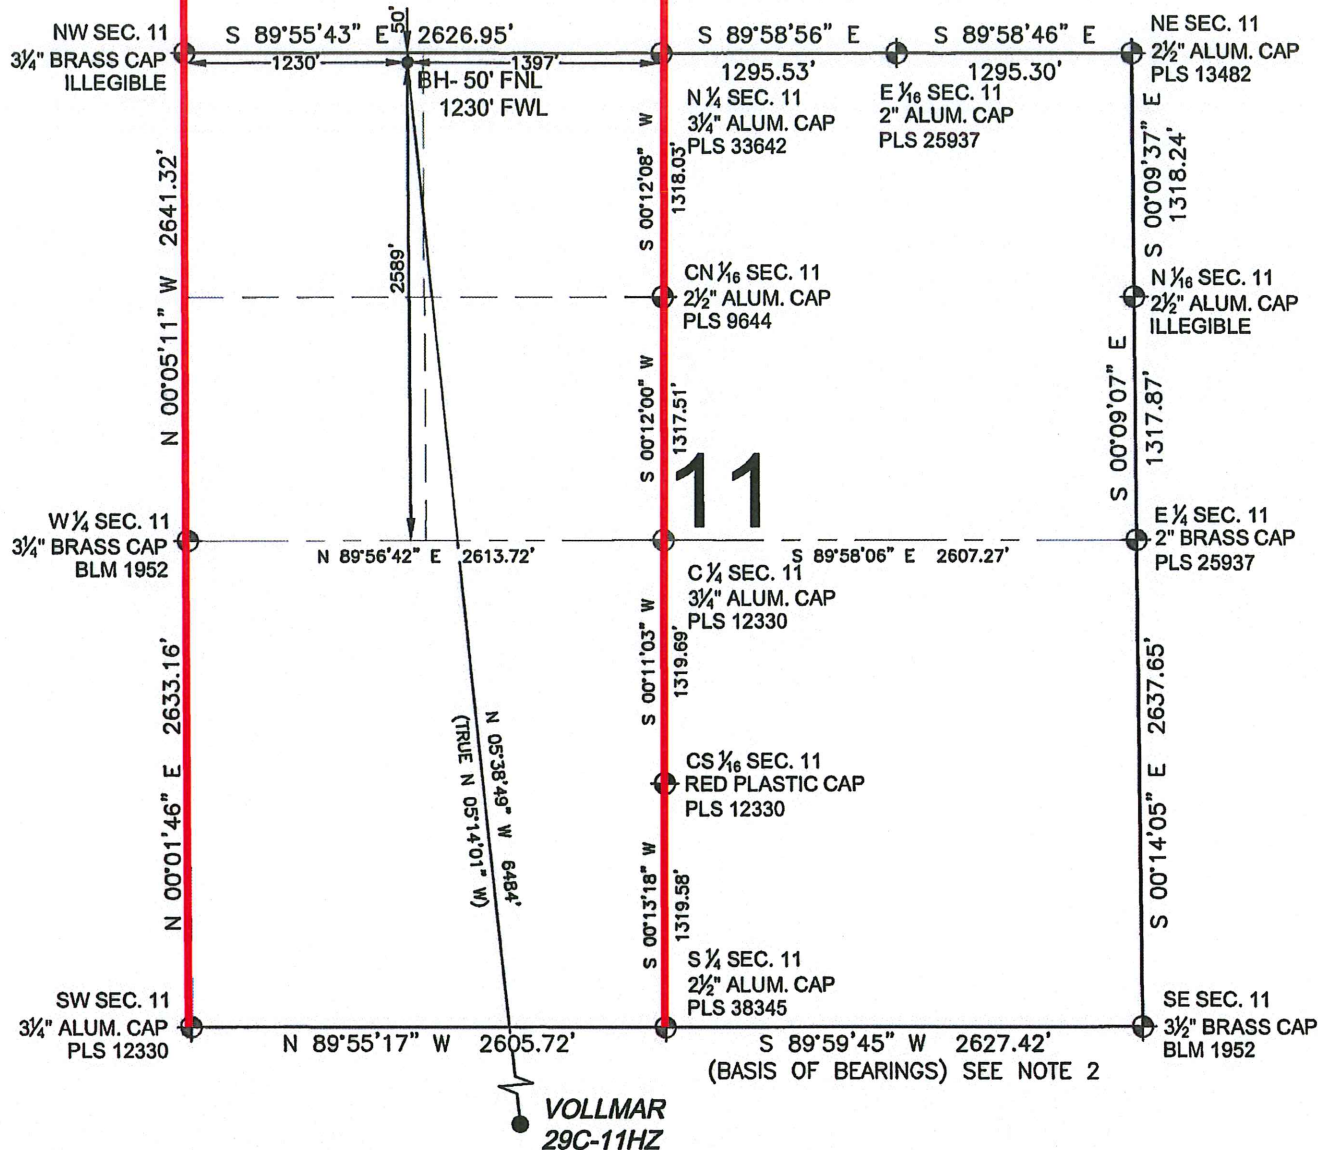 NW SEC. 11
3¼" BRASS CAP
ILLEGIBLE
S 89°55'43" E 2626.95'
50'
1230'
1397'
BH- 50' FNL
1230' FWL
S 89°58'56" E
1295.53'
S 89°58'46" E
1295.30'
NE SEC. 11
2½" ALUM. CAP
PLS 13482
N ¼ SEC. 11
3¼" ALUM. CAP
PLS 33642
E 1⁄16 SEC. 11
2" ALUM. CAP
PLS 25937
N 00°05'11" W 2641.32'
S 00°12'08" W
1318.03'
S 00°09'37" E
1318.24'
2589'
CN 1⁄16 SEC. 11
2½" ALUM. CAP
PLS 9644
N 1⁄16 SEC. 11
2½" ALUM. CAP
ILLEGIBLE
S 00°12'00" W
1317.51'
S 00°09'07" E
1317.87'
11
W ¼ SEC. 11
3¼" BRASS CAP
BLM 1952
N 89°56'42" E 2613.72'
S 89°58'06" E 2607.27'
E ¼ SEC. 11
2" BRASS CAP
PLS 25937
C ¼ SEC. 11
3¼" ALUM. CAP
PLS 12330
N 00°01'46" E 2633.16'
N 05°38'49" W 6484'
(TRUE N 05°14'01" W)
S 00°11'03" W
1319.69'
S 00°14'05" E 2637.65'
CS 1⁄16 SEC. 11
RED PLASTIC CAP
PLS 12330
S 00°13'18" W
1319.58'
S ¼ SEC. 11
2½" ALUM. CAP
PLS 38345
SW SEC. 11
3¼" ALUM. CAP
PLS 12330
N 89°55'17" W 2605.72'
S 89°59'45" W 2627.42'
(BASIS OF BEARINGS) SEE NOTE 2
SE SEC. 11
3½" BRASS CAP
BLM 1952
VOLLMAR
29C-11HZ